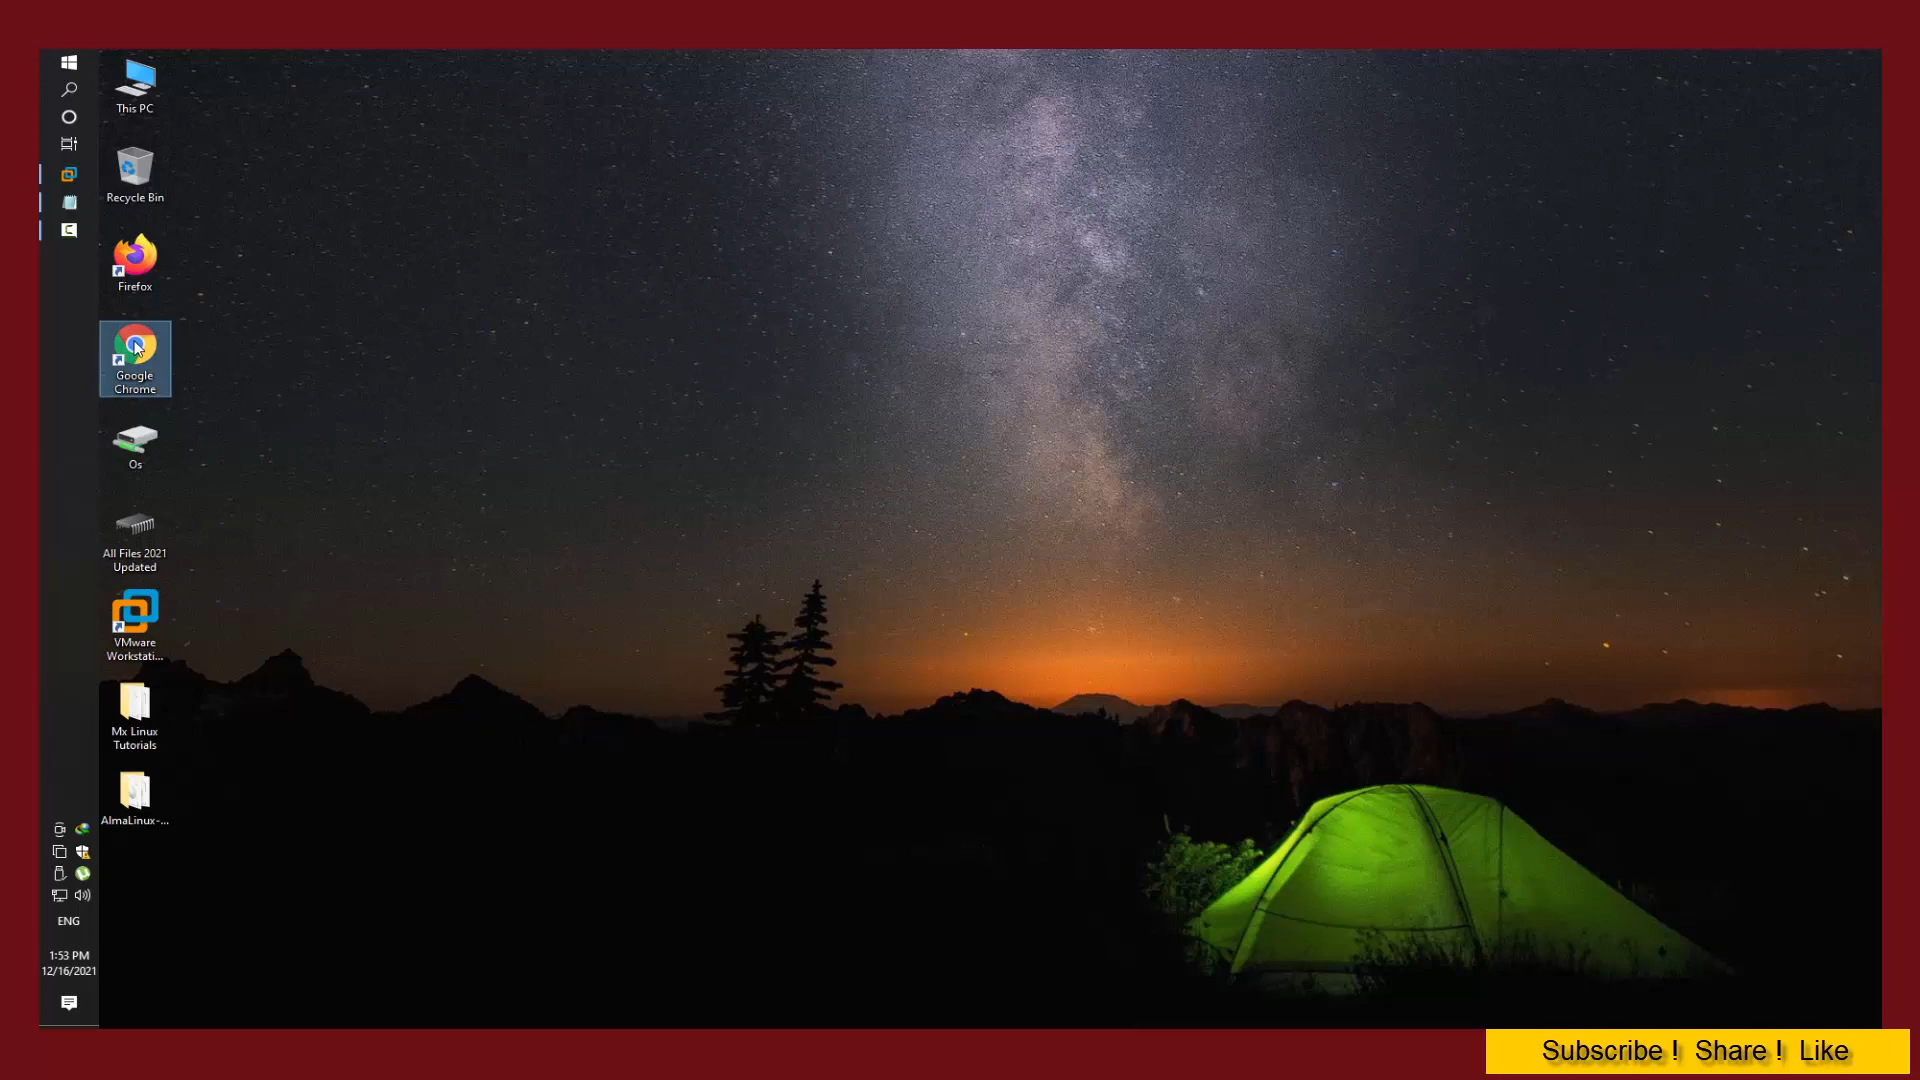 This PC
Recycle Bin
Firefox
Google
Chrome
Os
All Files 2021
Updated
VMware
Workstati...
Mx Linux
Tutorials
AlmaLinux-...
ENG
1:53 PM
12/16/2021
Subscribe ! Share ! Like